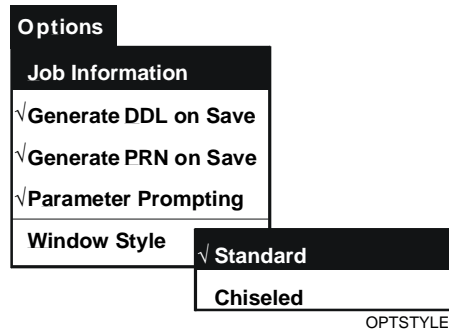 Options
Job Information
√Generate DDL on Save
√Generate PRN on Save
√Parameter Prompting
Window Style
√ Standard
Chiseled
OPTSTYLE